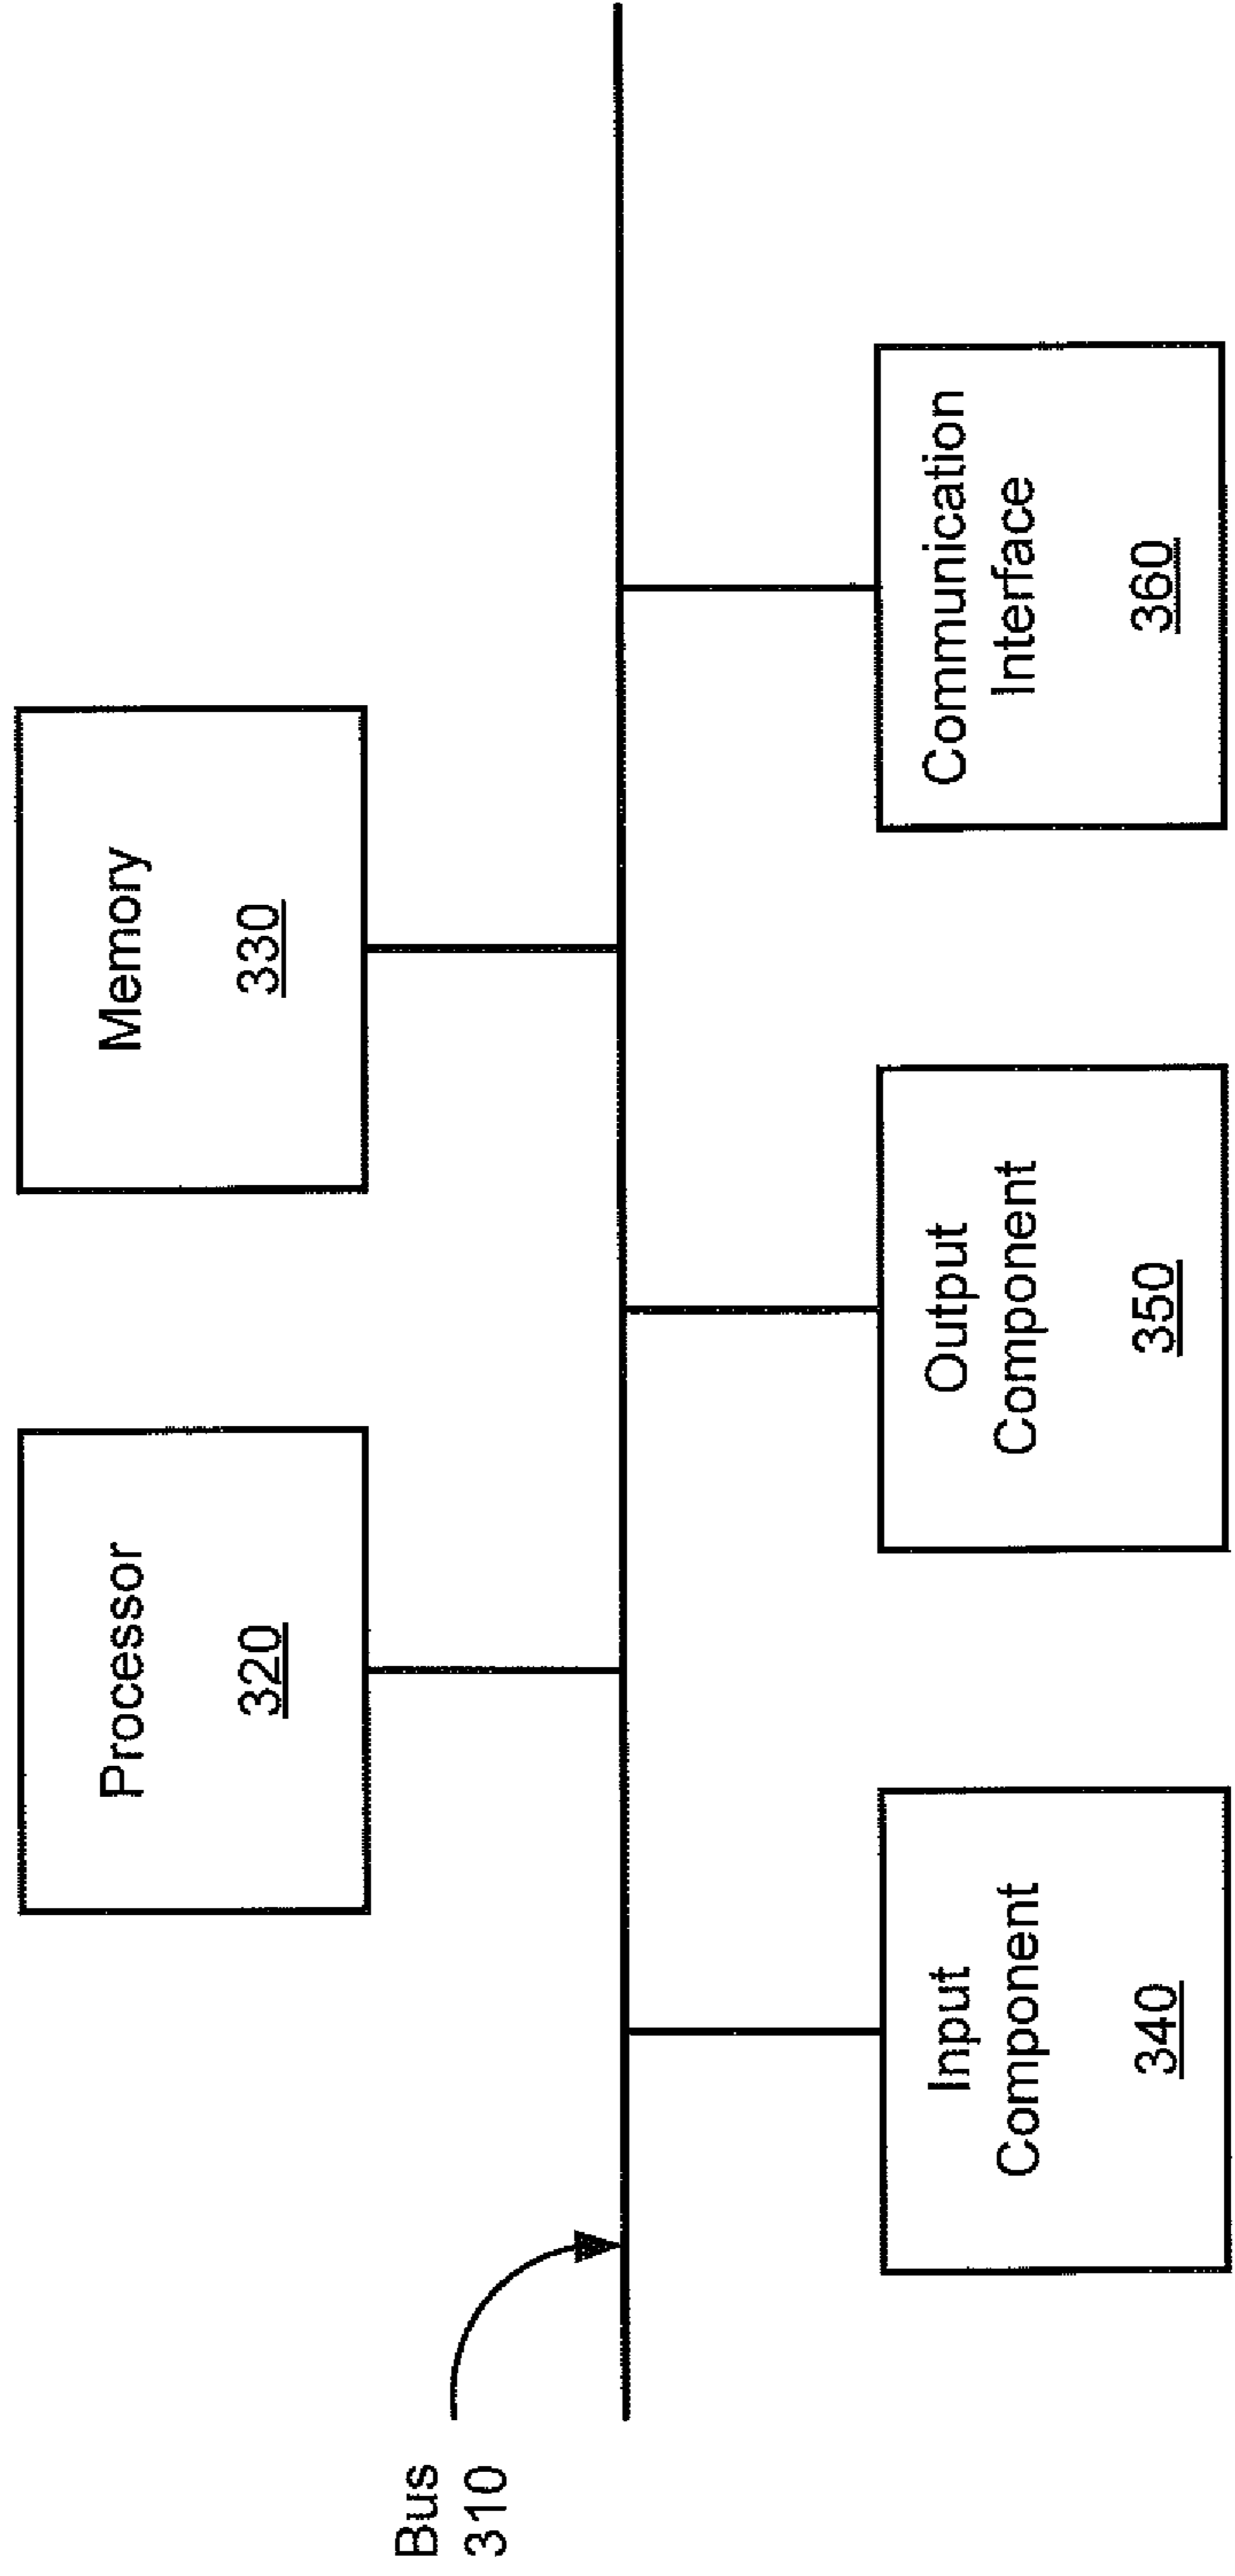 Processor
320
Memory
330
Bus
310
Input
Component
340
Output
Component
350
Communication
Interface
360